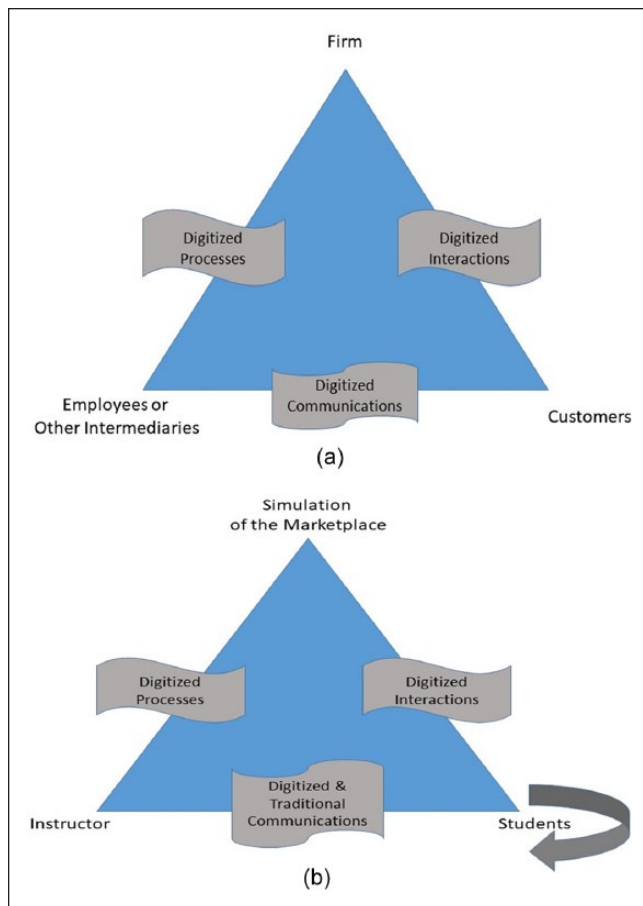 Firm
Digitized
Processes
Digitized
Interactions
Digitized
Communications
Employees or
Other Intermediaries
Customers
(a)
Simulation
of the Marketplace
Digitized
Processes
Digitized
Interactions
Digitized &
Traditional
Communications
Instructor
Students
(b)